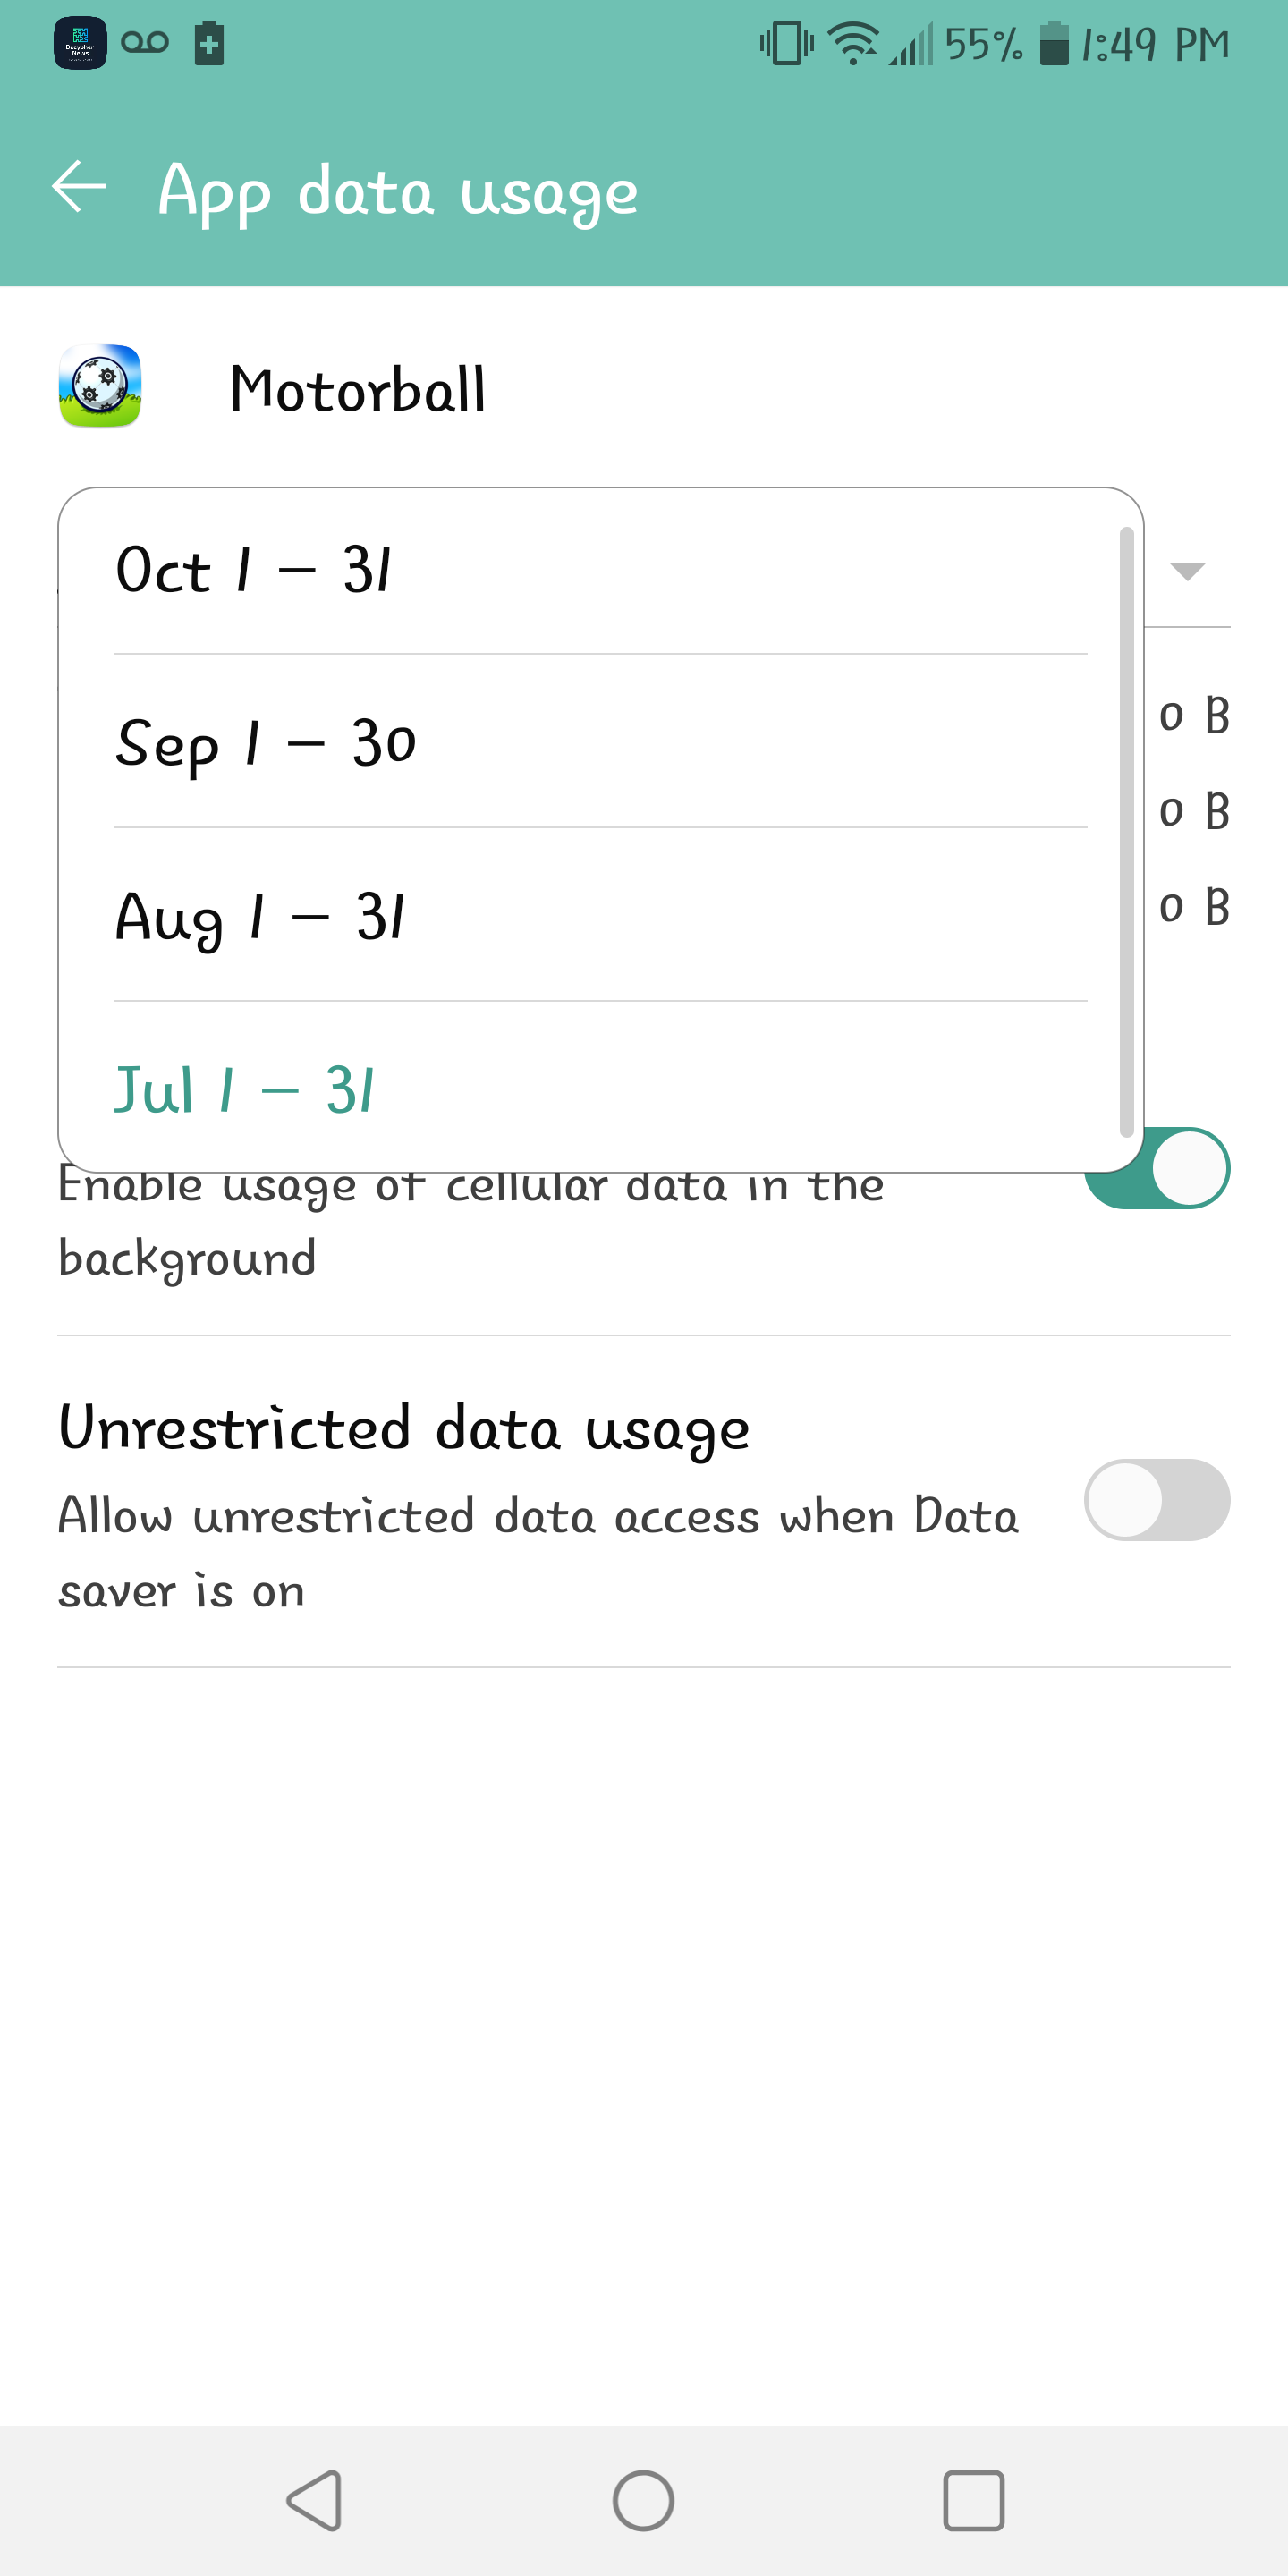 Decypher
News
55% 1:49 PM
App data usage
Motorball
Oct 1 – 31
Sep 1 – 30
0 B
Aug 1 – 31
0 B
0 B
Jul 1 – 31
Enable usage of cellular data in the
background
Unrestricted data usage
Allow unrestricted data access when Data
saver is on